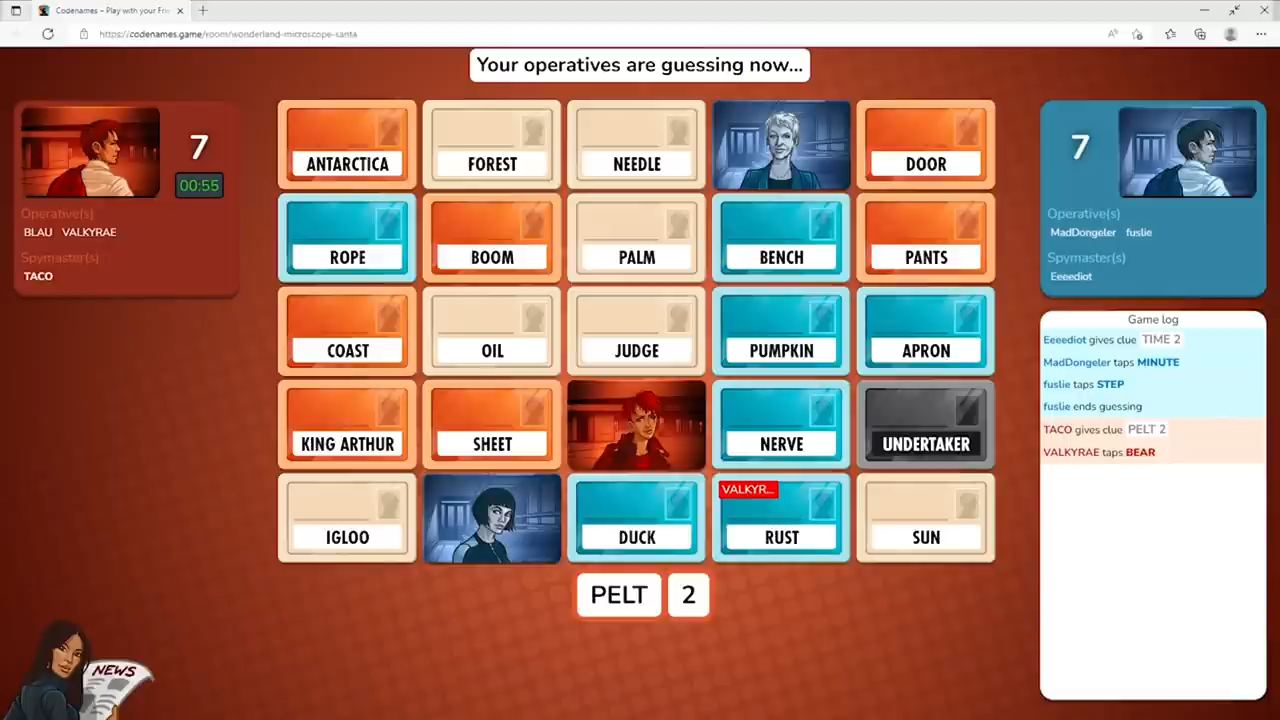 Codenames - Play with your Frie
https://codenames.game/room/wonderland-microscope-santa
Your operatives are guessing now...
7
00:55
Operative(s)
BLAU VALKYRAE
Spymaster(s)
TACO
ANTARCTICA
FOREST
NEEDLE
DOOR
ROPE
BOOM
PALM
BENCH
PANTS
COAST
OIL
JUDGE
PUMPKIN
APRON
KING ARTHUR
SHEET
NERVE
UNDERTAKER
IGLOO
DUCK
VALKYR...
RUST
SUN
PELT 2
7
Operative(s)
MadDongeler fuslie
Spymaster(s)
Eeeediot
Game log
Eeeediot gives clue TIME 2
MadDongeler taps MINUTE
fuslie taps STEP
fuslie ends guessing
TACO gives clue PELT 2
VALKYRAE taps BEAR
NEWS